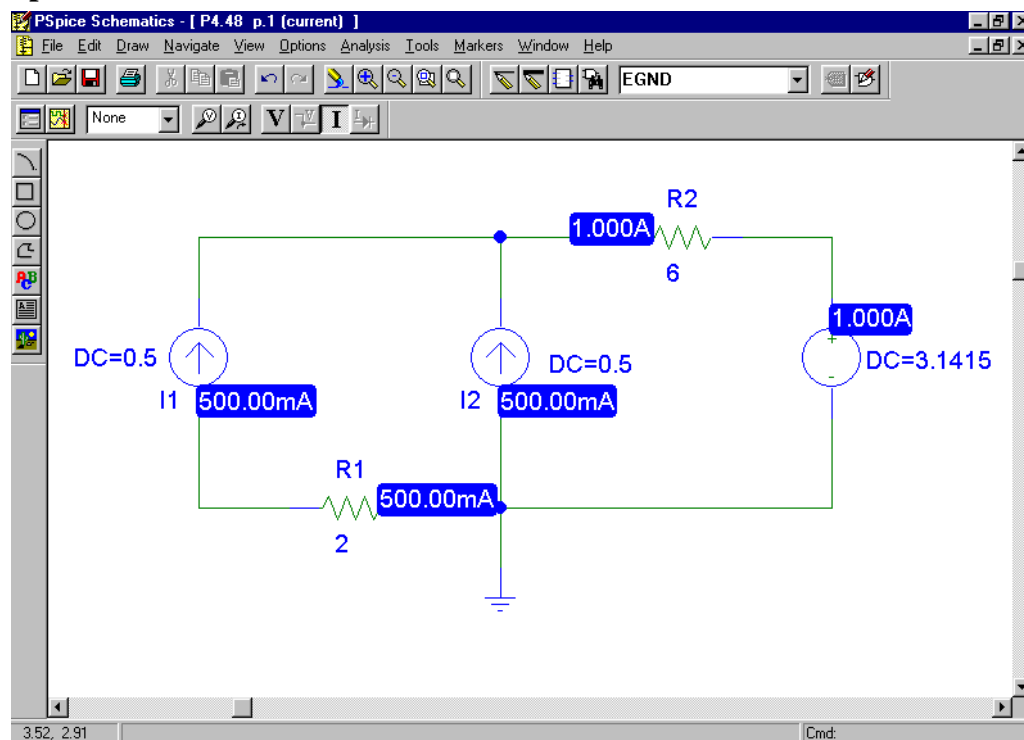 PSpice Schematics - [ P4.48 p.1 (current) ]
File Edit Draw Navigate View Options Analysis Tools Markers Window Help
EGND
None
V V I I
ABC
R2
1.000A
6
1.000A
DC=0.5
DC=0.5
DC=3.1415
+
-
I1
500.00mA
I2
500.00mA
R1
500.00mA
2
3.52, 2.91
Cmd: